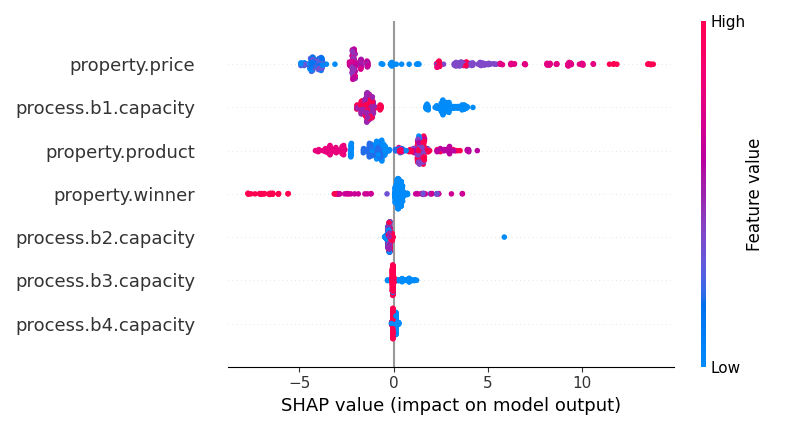 High
property.price
process.b1.capacity
property.product
property.winner
process.b2.capacity
process.b3.capacity
process.b4.capacity
Feature value
Low
−5 0 5 10
SHAP value (impact on model output)